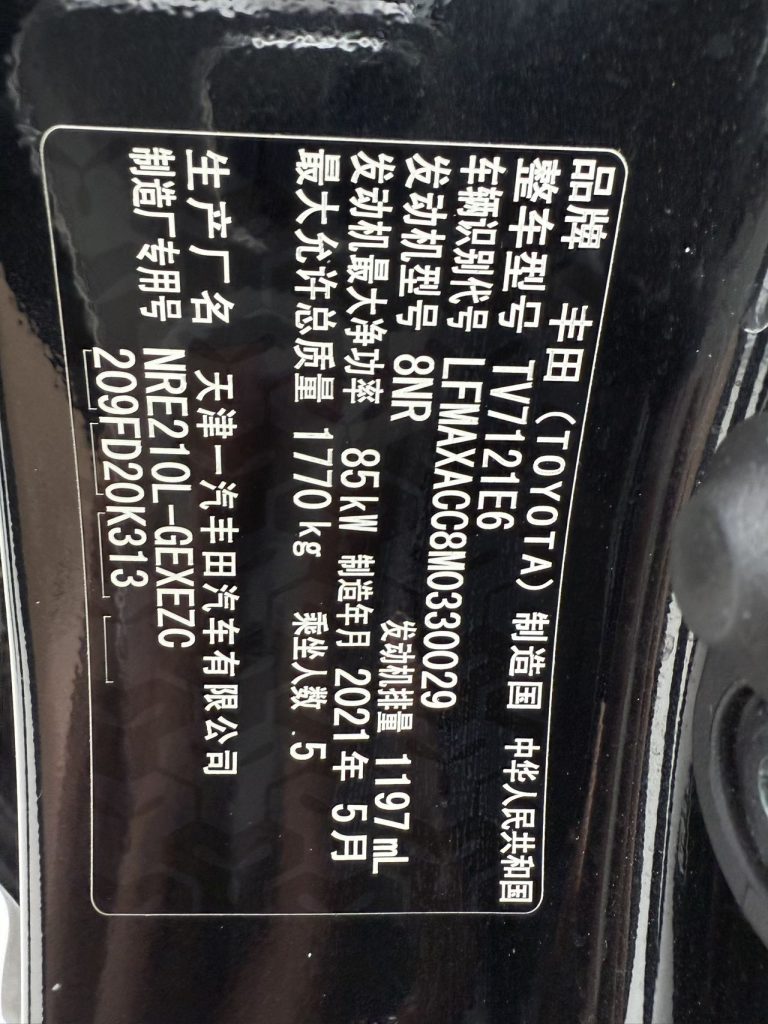 品牌 丰田（TOYOTA） 制造国 中华人民共和国
整车型号 TV7121E6
车辆识别代号 LFMAXACC8M0330029
发动机型号 8NR 发动机排量 1197 mL
发动机最大净功率 85kW 制造年月 2021年 5月
最大允许总质量 1770kg 乘坐人数 5
生产厂名 天津一汽丰田汽车有限公司
制造厂专用号 NRE210L-GEXEZC
209FD20K313